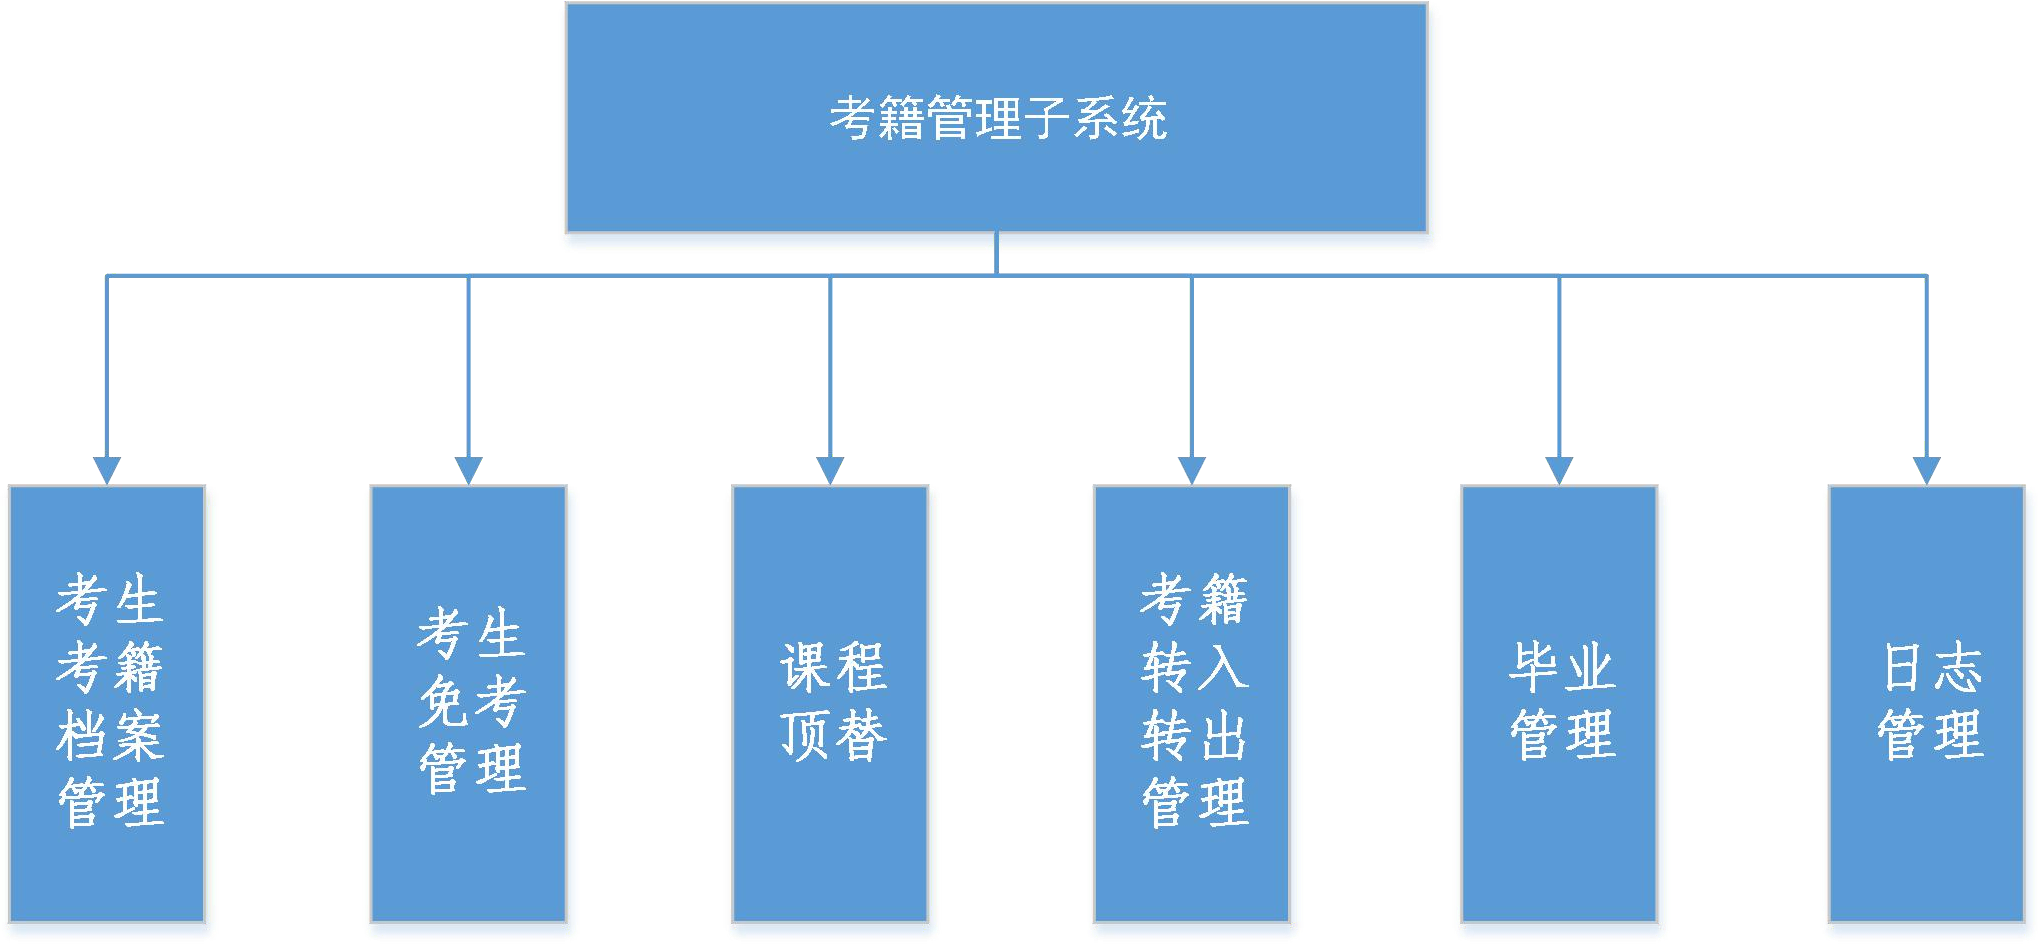 考籍管理子系统
考生
考籍
档案
管理
考生
免考
管理
课程
顶替
考籍
转入
转出
管理
毕业
管理
日志
管理